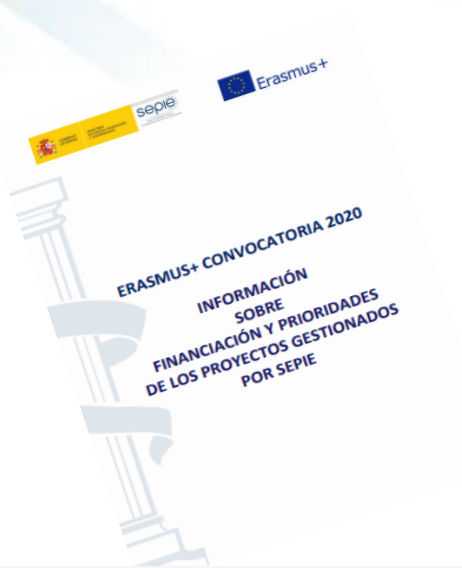 sepie
Erasmus+
ERASMUS+ CONVOCATORIA 2020
INFORMACIÓN
SOBRE
FINANCIACIÓN Y PRIORIDADES
DE LOS PROYECTOS GESTIONADOS
POR SEPIE